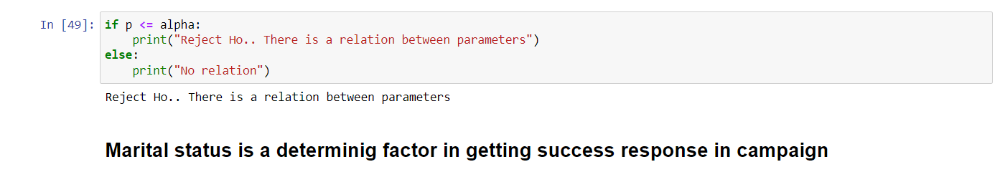 In [49]: if p <= alpha:
print("Reject Ho.. There is a relation between parameters")
else:
print("No relation")
Reject Ho.. There is a relation between parameters
Marital status is a determinig factor in getting success response in campaign